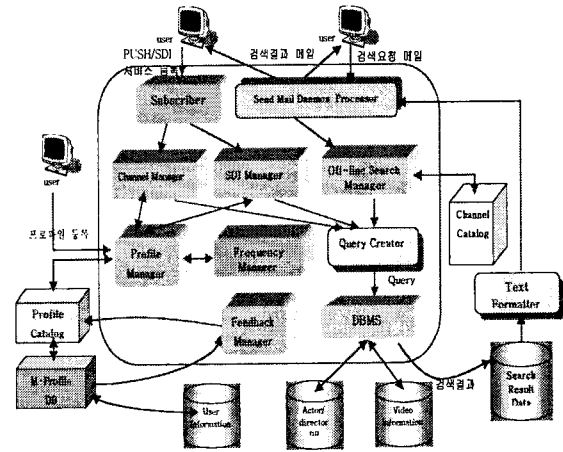 user
user
PUSH/SDI
서비스 등록
검색결과 메일
검색요청 메일
Subscriber
Send Mail Daemon Processor
user
Channel Manager
SDI Manager
Off-line Search
Manager
Channel
Catalog
프로파일 등록
Profile
Manager
Frequency
Manager
Query Creator
Query
Text
Formatter
Profile
Catalog
Feedback
Manager
DBMS
M-Profile
DB
User
Information
Actor/
director
DB
Video
Information
검색결과
Search
Result
Data